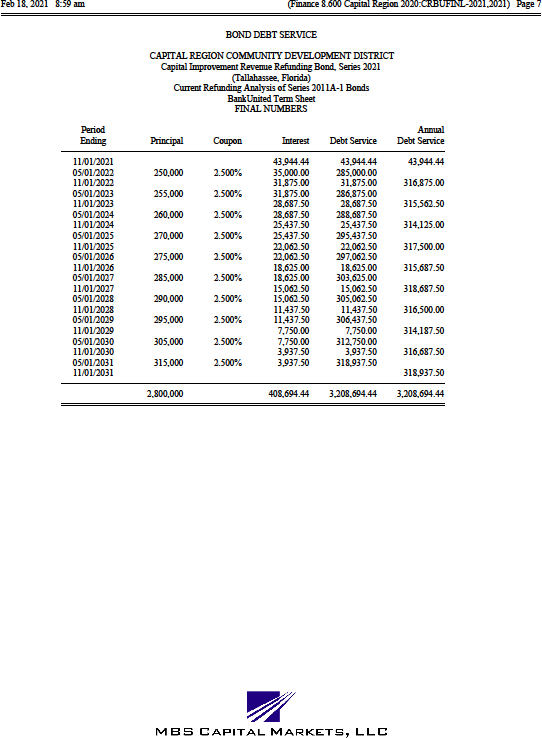 Feb 18, 2021 8:59 am (Finance 8.600 Capital Region 2020:CRBUFINL-2021,2021) Page 7
BOND DEBT SERVICE
CAPITAL REGION COMMUNITY DEVELOPMENT DISTRICT
Capital Improvement Revenue Refunding Bond, Series 2021
(Tallahassee, Florida)
Current Refunding Analysis of Series 2011A-1 Bonds
BankUnited Term Sheet
FINAL NUMBERS
Period Annual
Ending Principal Coupon Interest Debt Service Debt Service
11/01/2021 43,944.44 43,944.44 43,944.44
05/01/2022 250,000 2.500% 35,000.00 285,000.00
11/01/2022 31,875.00 31,875.00 316,875.00
05/01/2023 255,000 2.500% 31,875.00 286,875.00
11/01/2023 28,687.50 28,687.50 315,562.50
05/01/2024 260,000 2.500% 28,687.50 288,687.50
11/01/2024 25,437.50 25,437.50 314,125.00
05/01/2025 270,000 2.500% 25,437.50 295,437.50
11/01/2025 22,062.50 22,062.50 317,500.00
05/01/2026 275,000 2.500% 22,062.50 297,062.50
11/01/2026 18,625.00 18,625.00 315,687.50
05/01/2027 285,000 2.500% 18,625.00 303,625.00
11/01/2027 15,062.50 15,062.50 318,687.50
05/01/2028 290,000 2.500% 15,062.50 305,062.50
11/01/2028 11,437.50 11,437.50 316,500.00
05/01/2029 295,000 2.500% 11,437.50 306,437.50
11/01/2029 7,750.00 7,750.00 314,187.50
05/01/2030 305,000 2.500% 7,750.00 312,750.00
11/01/2030 3,937.50 3,937.50 316,687.50
05/01/2031 315,000 2.500% 3,937.50 318,937.50
11/01/2031 318,937.50
2,800,000 408,694.44 3,208,694.44 3,208,694.44
MBS CAPITAL MARKETS, LLC